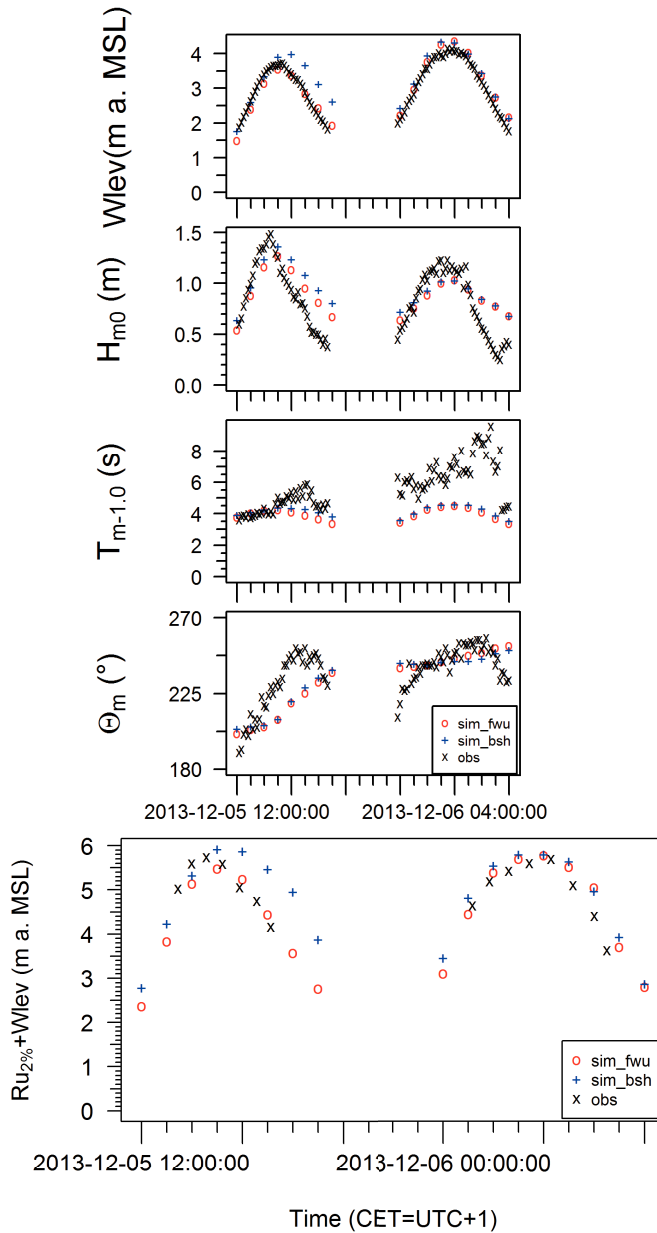 Wlev(m a. MSL)
4
3
2
1
0
Hm0 (m)
1.5
1.0
0.5
0.0
Tm-1.0 (s)
8
6
4
2
0
Θm (°)
270
225
180
sim_fwu
sim_bsh
obs
2013-12-05 12:00:00
2013-12-06 04:00:00
Ru2%+Wlev (m a. MSL)
6
5
4
3
2
1
0
sim_fwu
sim_bsh
obs
2013-12-05 12:00:00
2013-12-06 00:00:00
Time (CET=UTC+1)